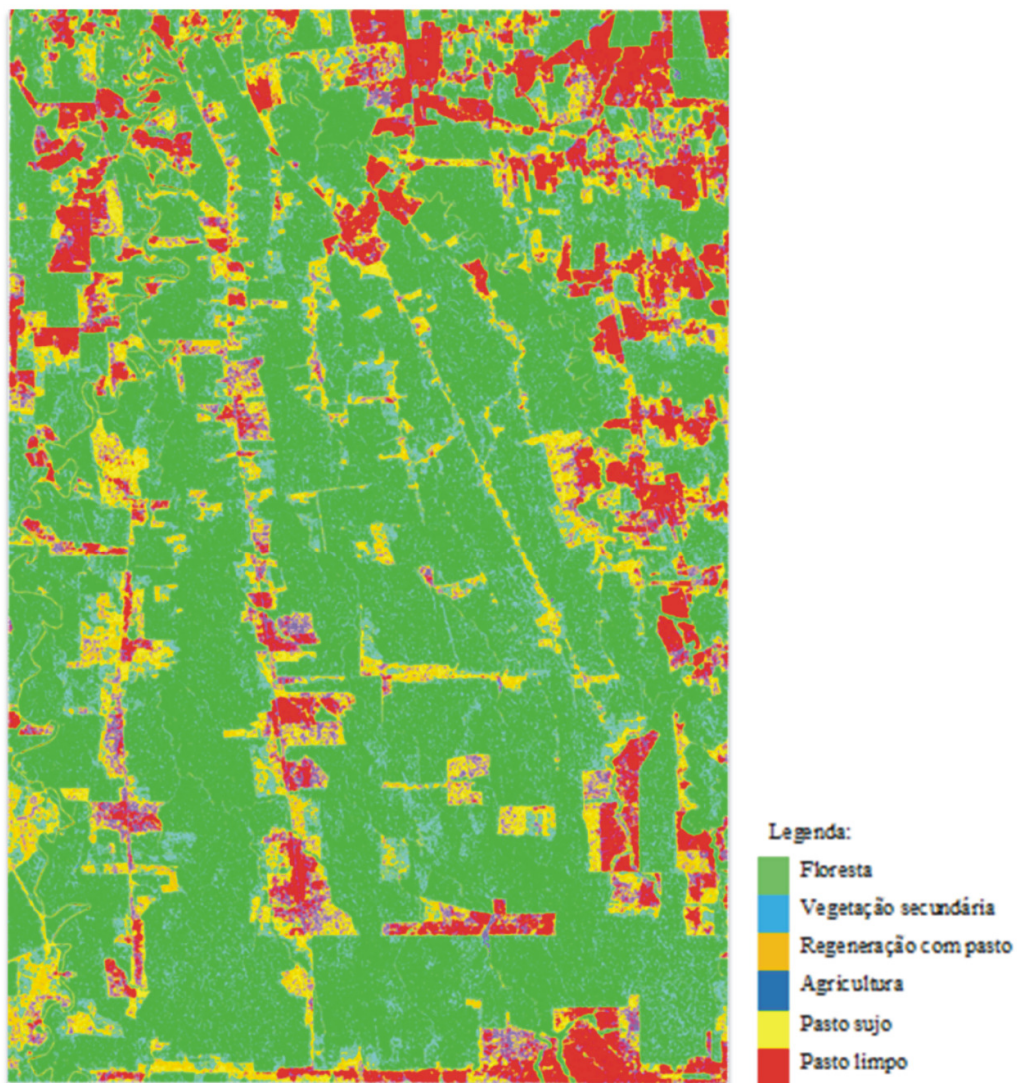 Legenda:
Floresta
Vegetação secundária
Regeneração com pasto
Agricultura
Pasto sujo
Pasto limpo